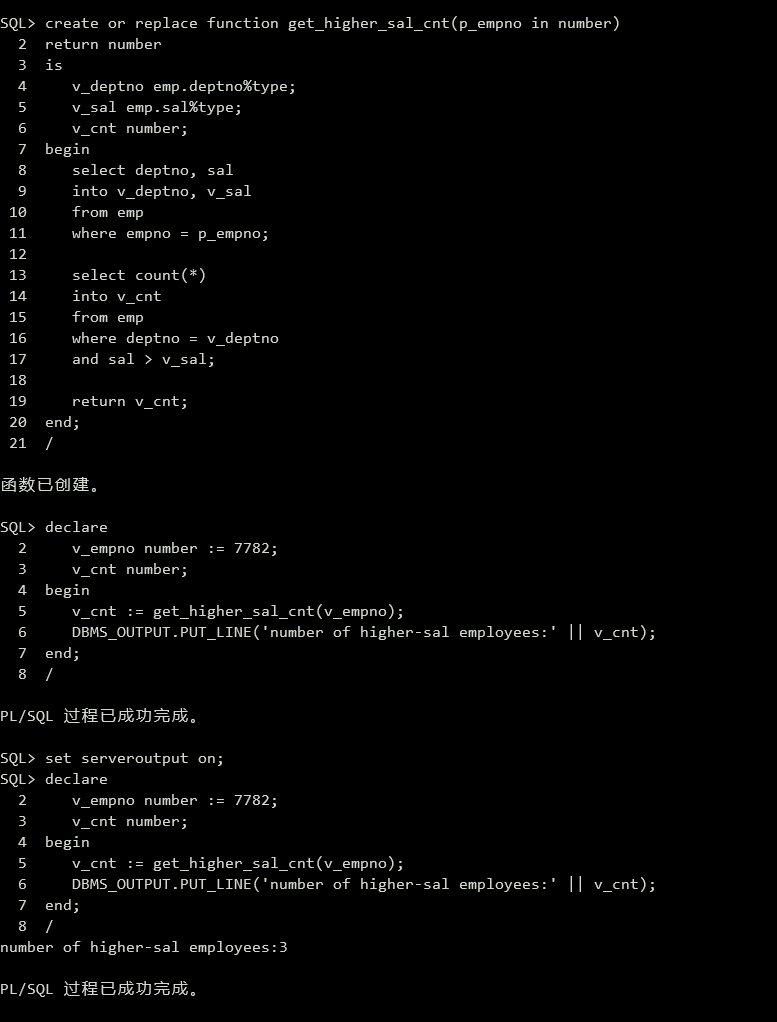 SQL> create or replace function get_higher_sal_cnt(p_empno in number)
  2  return number
  3  is
  4     v_deptno emp.deptno%type;
  5     v_sal emp.sal%type;
  6     v_cnt number;
  7  begin
  8     select deptno, sal
  9     into v_deptno, v_sal
 10     from emp
 11     where empno = p_empno;
 12
 13     select count(*)
 14     into v_cnt
 15     from emp
 16     where deptno = v_deptno
 17     and sal > v_sal;
 18
 19     return v_cnt;
 20  end;
 21  /
函数已创建。
SQL> declare
  2     v_empno number := 7782;
  3     v_cnt number;
  4  begin
  5     v_cnt := get_higher_sal_cnt(v_empno);
  6     DBMS_OUTPUT.PUT_LINE('number of higher-sal employees:' || v_cnt);
  7  end;
  8  /
PL/SQL 过程已成功完成。
SQL> set serveroutput on;
SQL> declare
  2     v_empno number := 7782;
  3     v_cnt number;
  4  begin
  5     v_cnt := get_higher_sal_cnt(v_empno);
  6     DBMS_OUTPUT.PUT_LINE('number of higher-sal employees:' || v_cnt);
  7  end;
  8  /
number of higher-sal employees:3
PL/SQL 过程已成功完成。